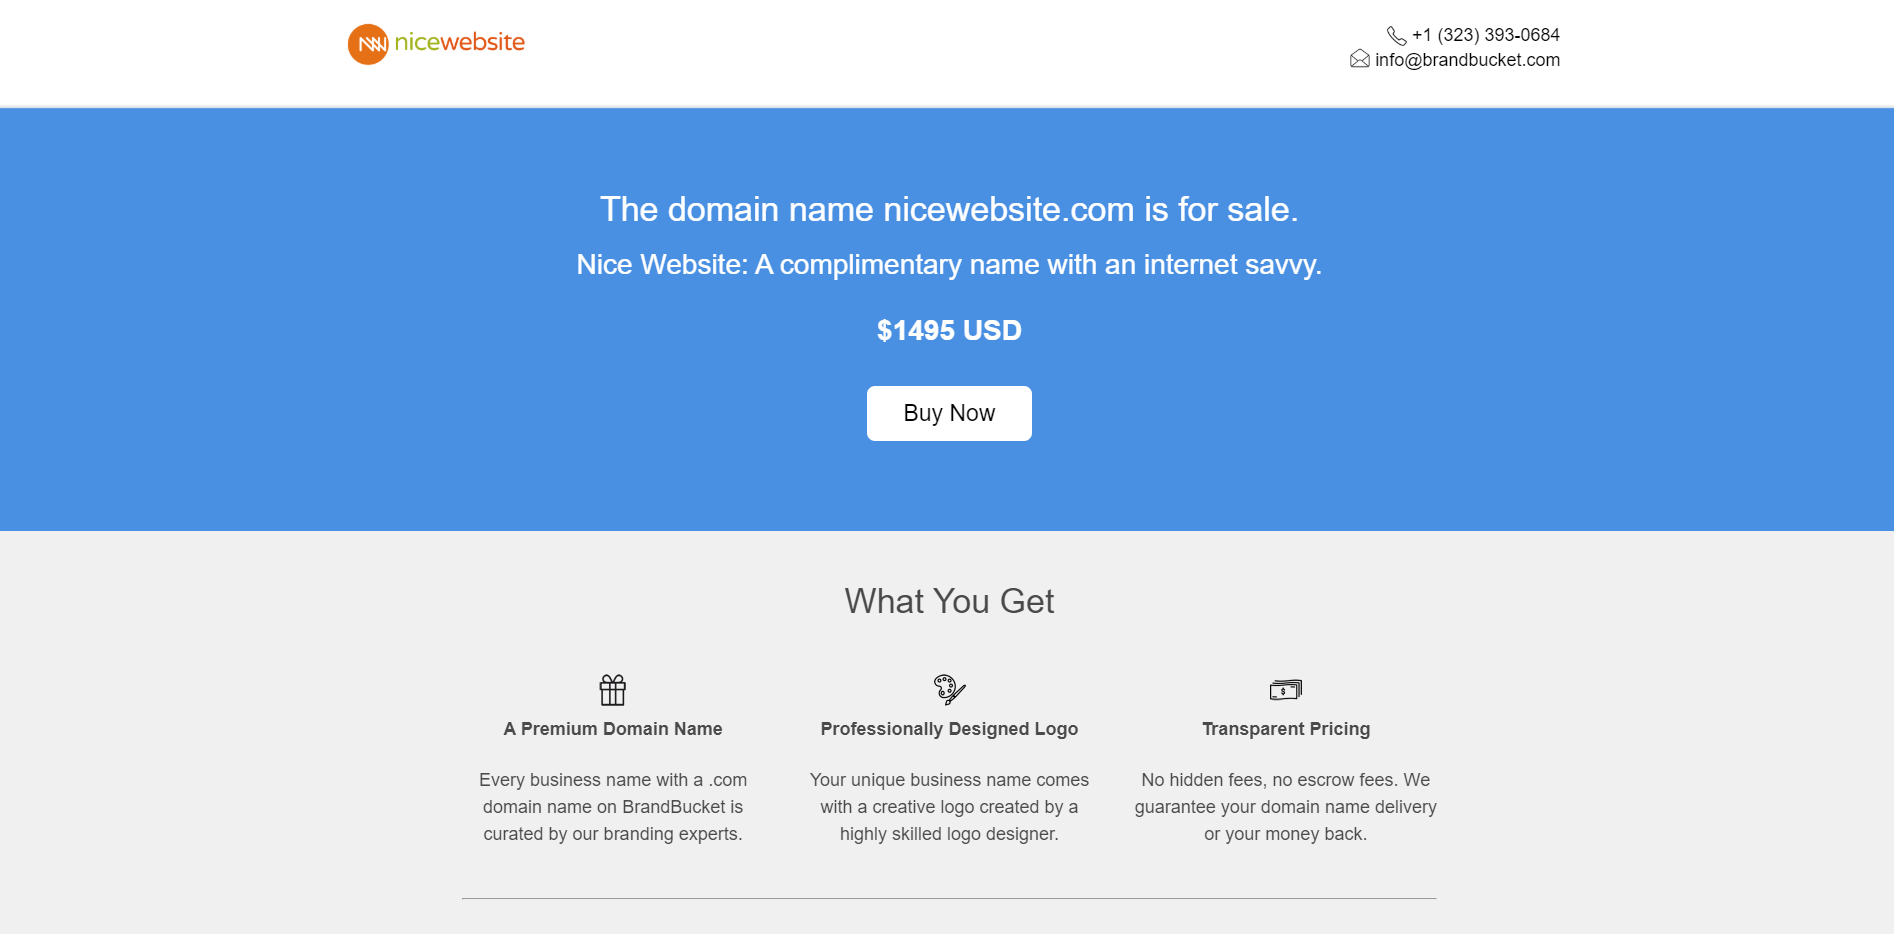 nicewebsite
+1 (323) 393-0684
info@brandbucket.com
The domain name nicewebsite.com is for sale.
Nice Website: A complimentary name with an internet savvy.
$1495 USD
Buy Now
What You Get
A Premium Domain Name
Every business name with a .com
domain name on BrandBucket is
curated by our branding experts.
Professionally Designed Logo
Your unique business name comes
with a creative logo created by a
highly skilled logo designer.
Transparent Pricing
No hidden fees, no escrow fees. We
guarantee your domain name delivery
or your money back.